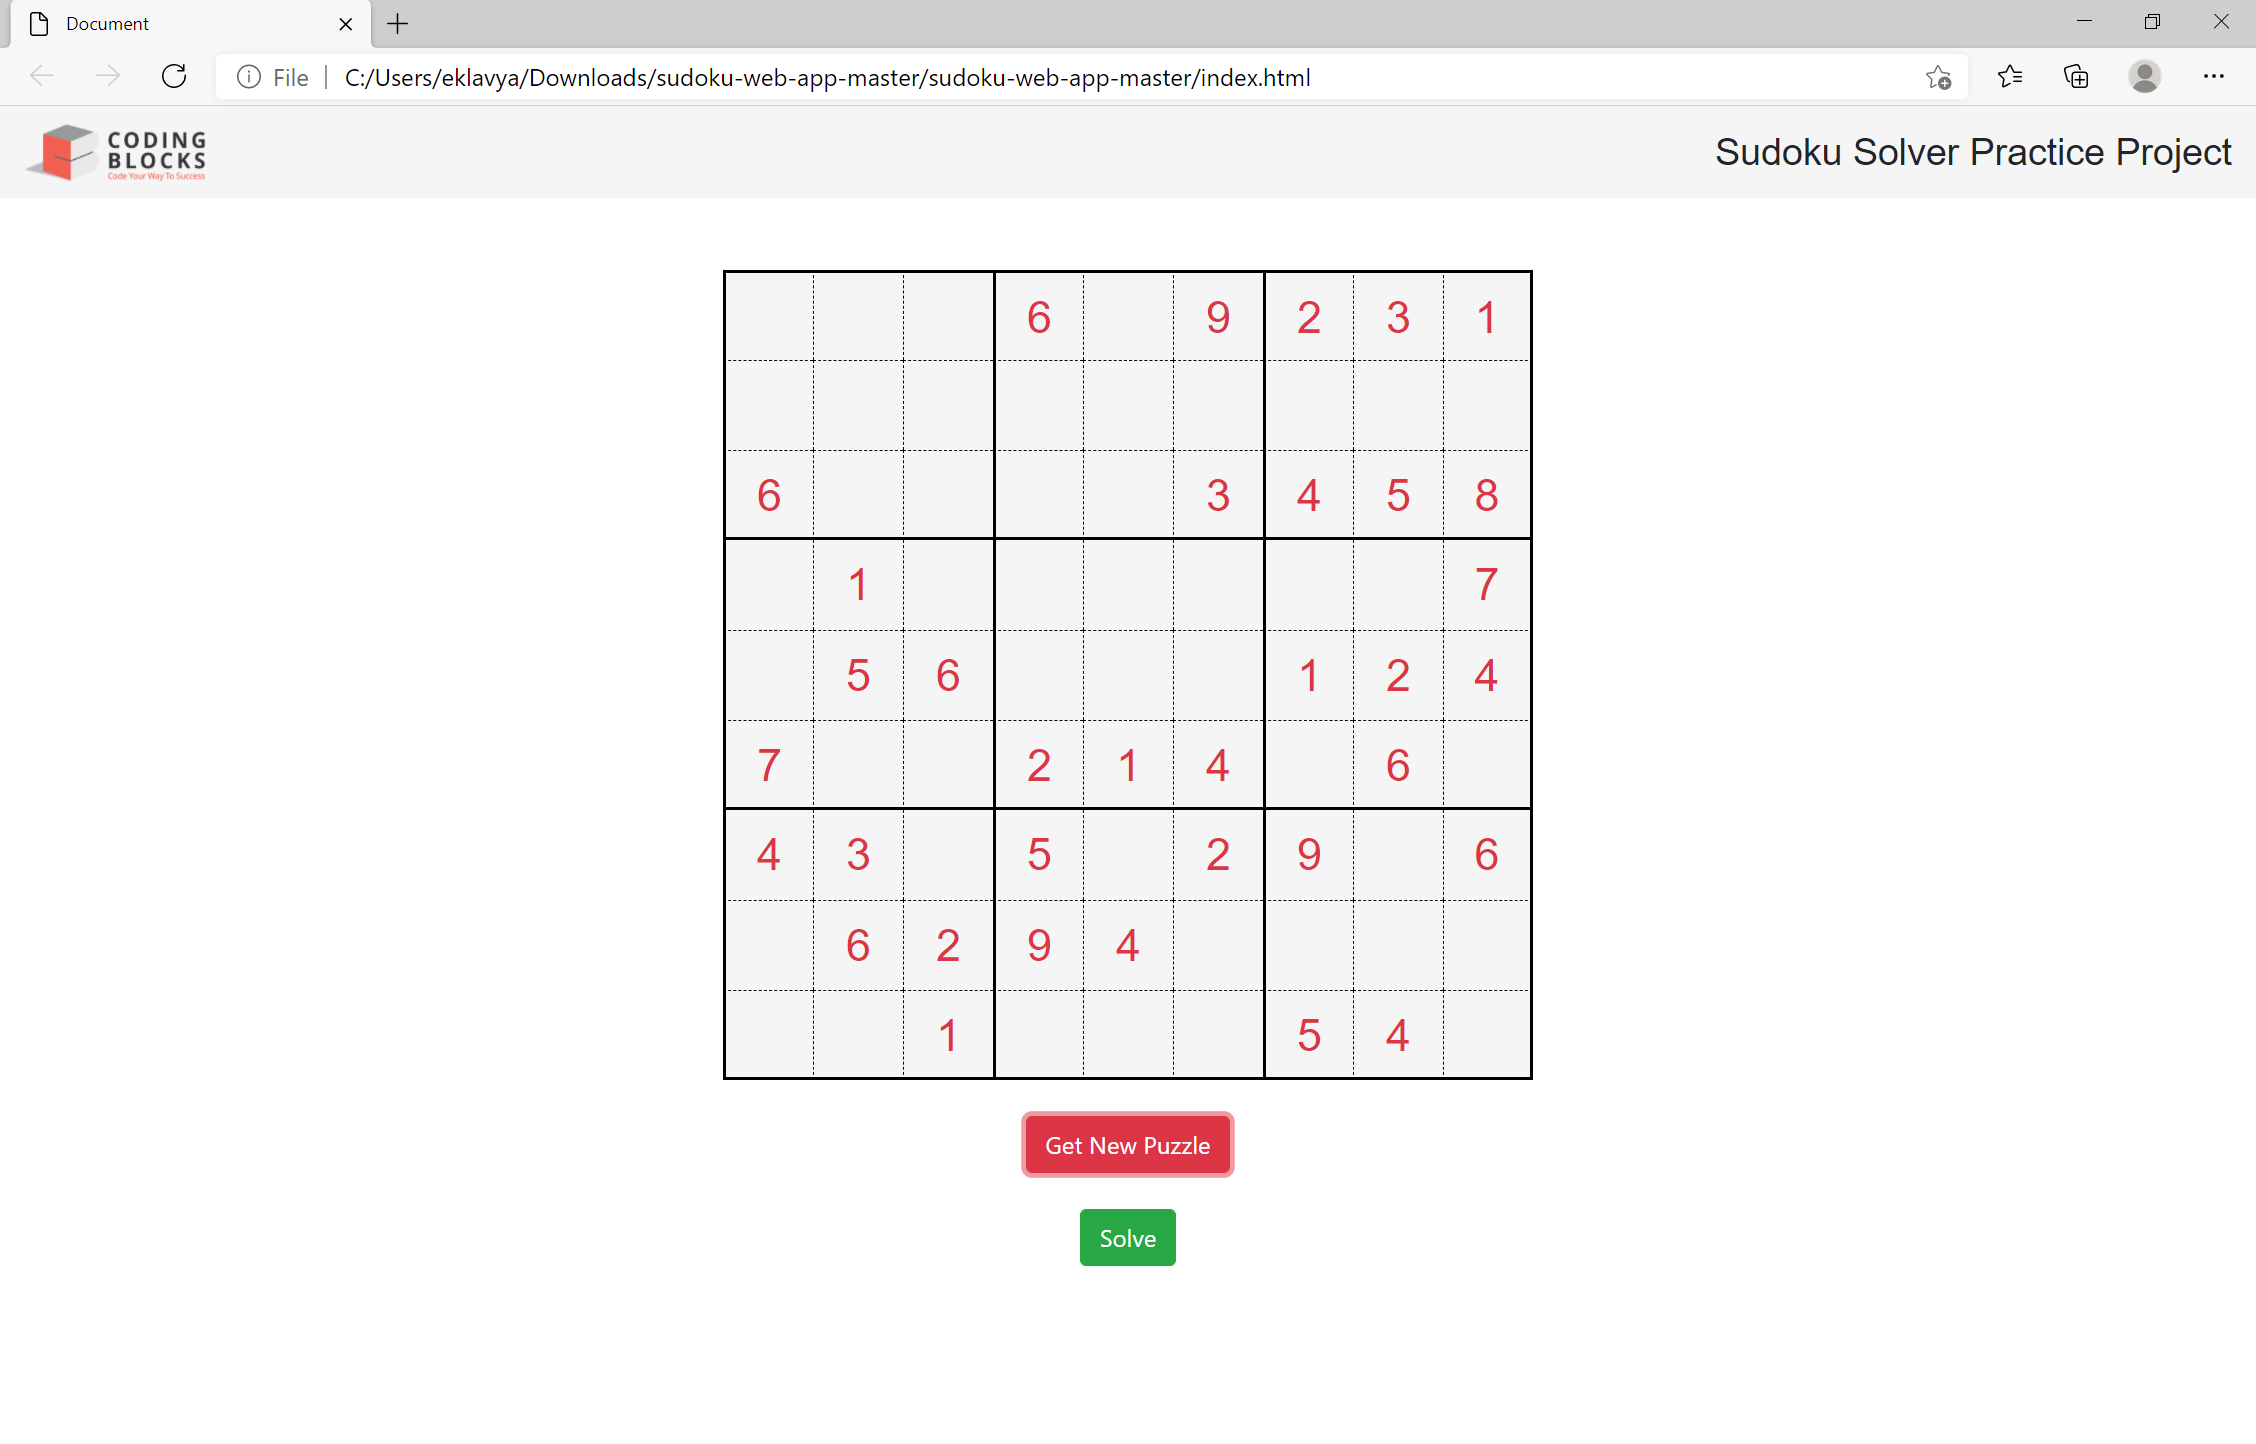 Document
File
C:/Users/eklavya/Downloads/sudoku-web-app-master/sudoku-web-app-master/index.html
CODING
BLOCKS
Code Your Way To Success
Sudoku Solver Practice Project
6 9 2 3 1
6 3 4 5 8
1 7
5 6 1 2 4
7 2 1 4 6
4 3 5 2 9 6
6 2 9 4
1 5 4
Get New Puzzle
Solve